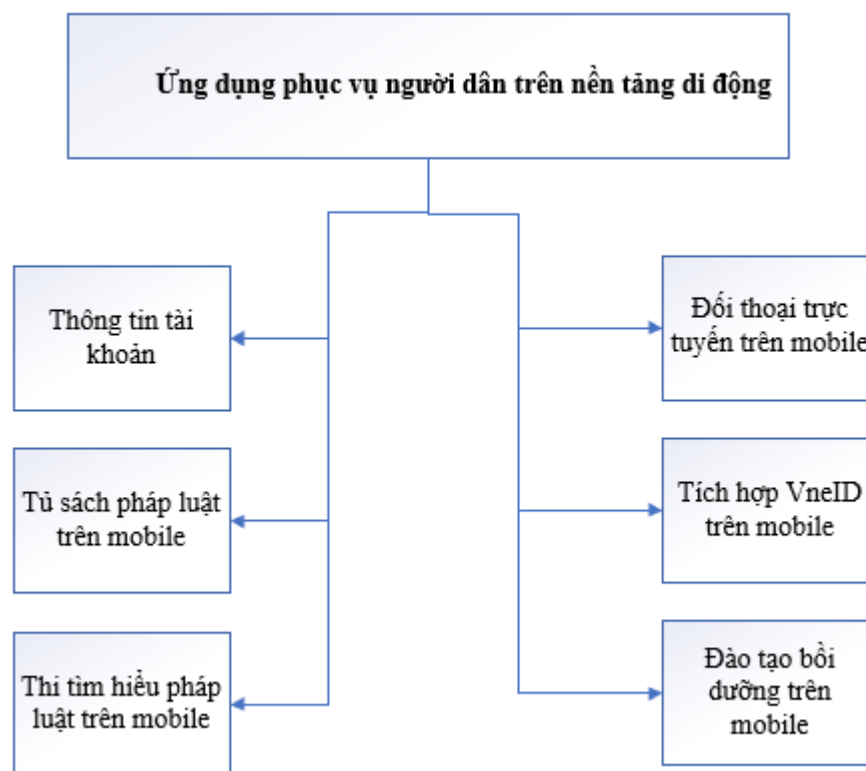 Ứng dụng phục vụ người dân trên nền tảng di động
Thông tin tài
khoản
Tủ sách pháp luật
trên mobile
Thi tìm hiểu pháp
luật trên mobile
Đối thoại trực
tuyến trên mobile
Tích hợp VneID
trên mobile
Đào tạo bồi
dưỡng trên
mobile